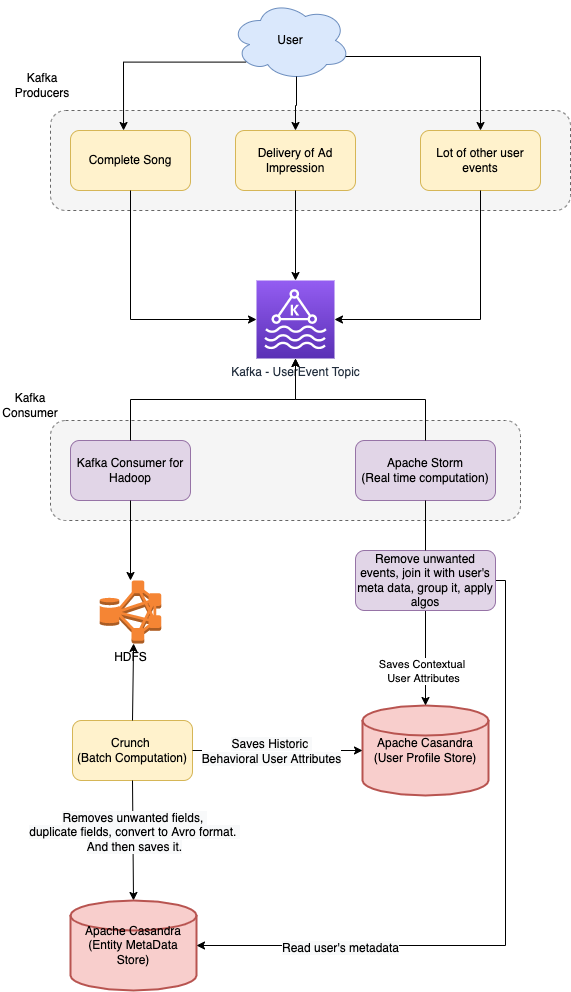 User
Kafka
Producers
Complete Song
Delivery of Ad
Impression
Lot of other user
events
K
Kafka - UserEvent Topic
Kafka
Consumer
Kafka Consumer for
Hadoop
Apache Storm
(Real time computation)
Remove unwanted
events, join it with user's
meta data, group it, apply
algos
HDFS
Saves Contextual
User Attributes
Crunch
(Batch Computation)
Saves Historic
Behavioral User Attributes
Apache Casandra
(User Profile Store)
Removes unwanted fields,
duplicate fields, convert to Avro format.
And then saves it.
Apache Casandra
(Entity MetaData
Store)
Read user's metadata